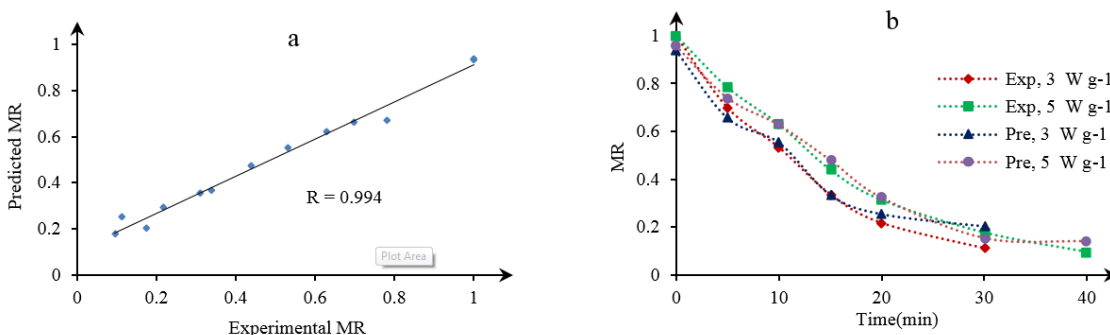 a
Predicted MR
1
0.8
0.6
0.4
0.2
0
R = 0.994
Plot Area
0 0.2 0.4 0.6 0.8 1
Experimental MR
b
MR
1
0.8
0.6
0.4
0.2
0
Exp, 3 W g-1
Exp, 5 W g-1
Pre, 3 W g-1
Pre, 5 W g-1
0 10 20 30 40
Time(min)